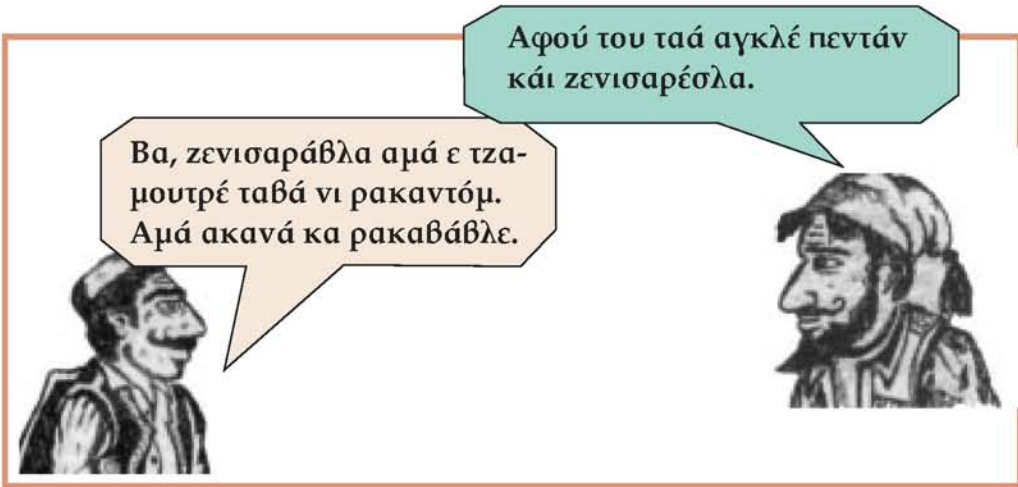 Αφού του ταά αγκλέ πεντάν
κάι ζενισαρέσλα.
Βα, ζενισαράβλα αμά ε τζα-
μουτρέ ταβά νι ρακαντόμ.
Αμά ακανά κα ρακαβάβλε.